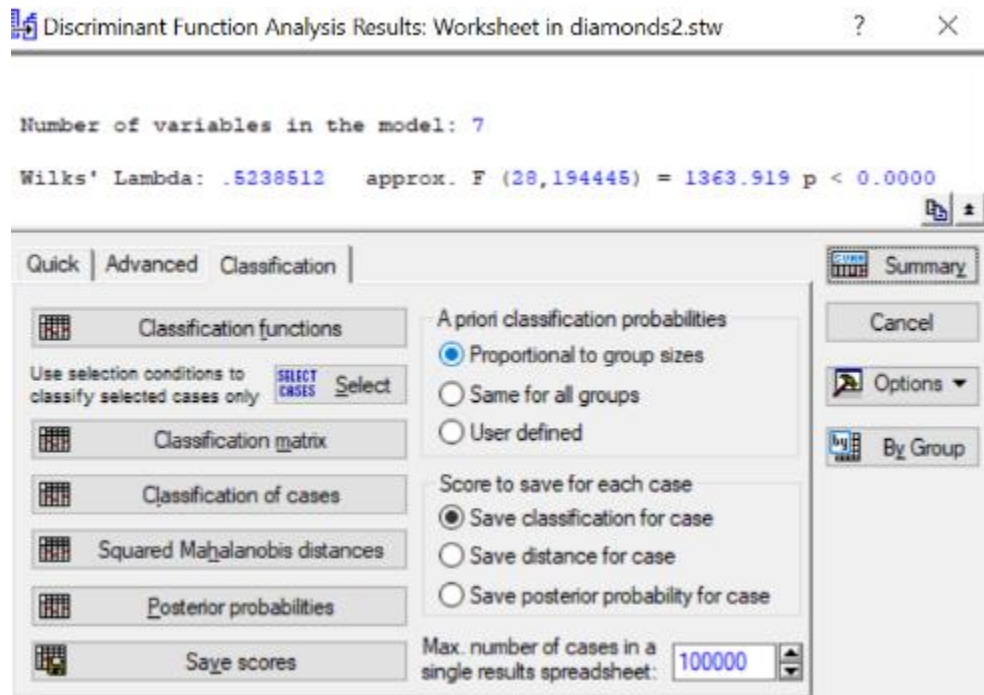 Discriminant Function Analysis Results: Worksheet in diamonds2.stw ? ×
Number of variables in the model: 7
Wilks' Lambda: .5238512 approx. F (28,194445) = 1363.919 p < 0.0000
Quick Advanced Classification
Summary
Cancel
Options
By Group
Classification functions
Use selection conditions to
classify selected cases only
SELECT
CASES
Select
Classification matrix
Classification of cases
Squared Mahalanobis distances
Posterior probabilities
Save scores
A priori classification probabilities
Proportional to group sizes
Same for all groups
User defined
Score to save for each case
Save classification for case
Save distance for case
Save posterior probability for case
Max. number of cases in a
single results spreadsheet: 100000